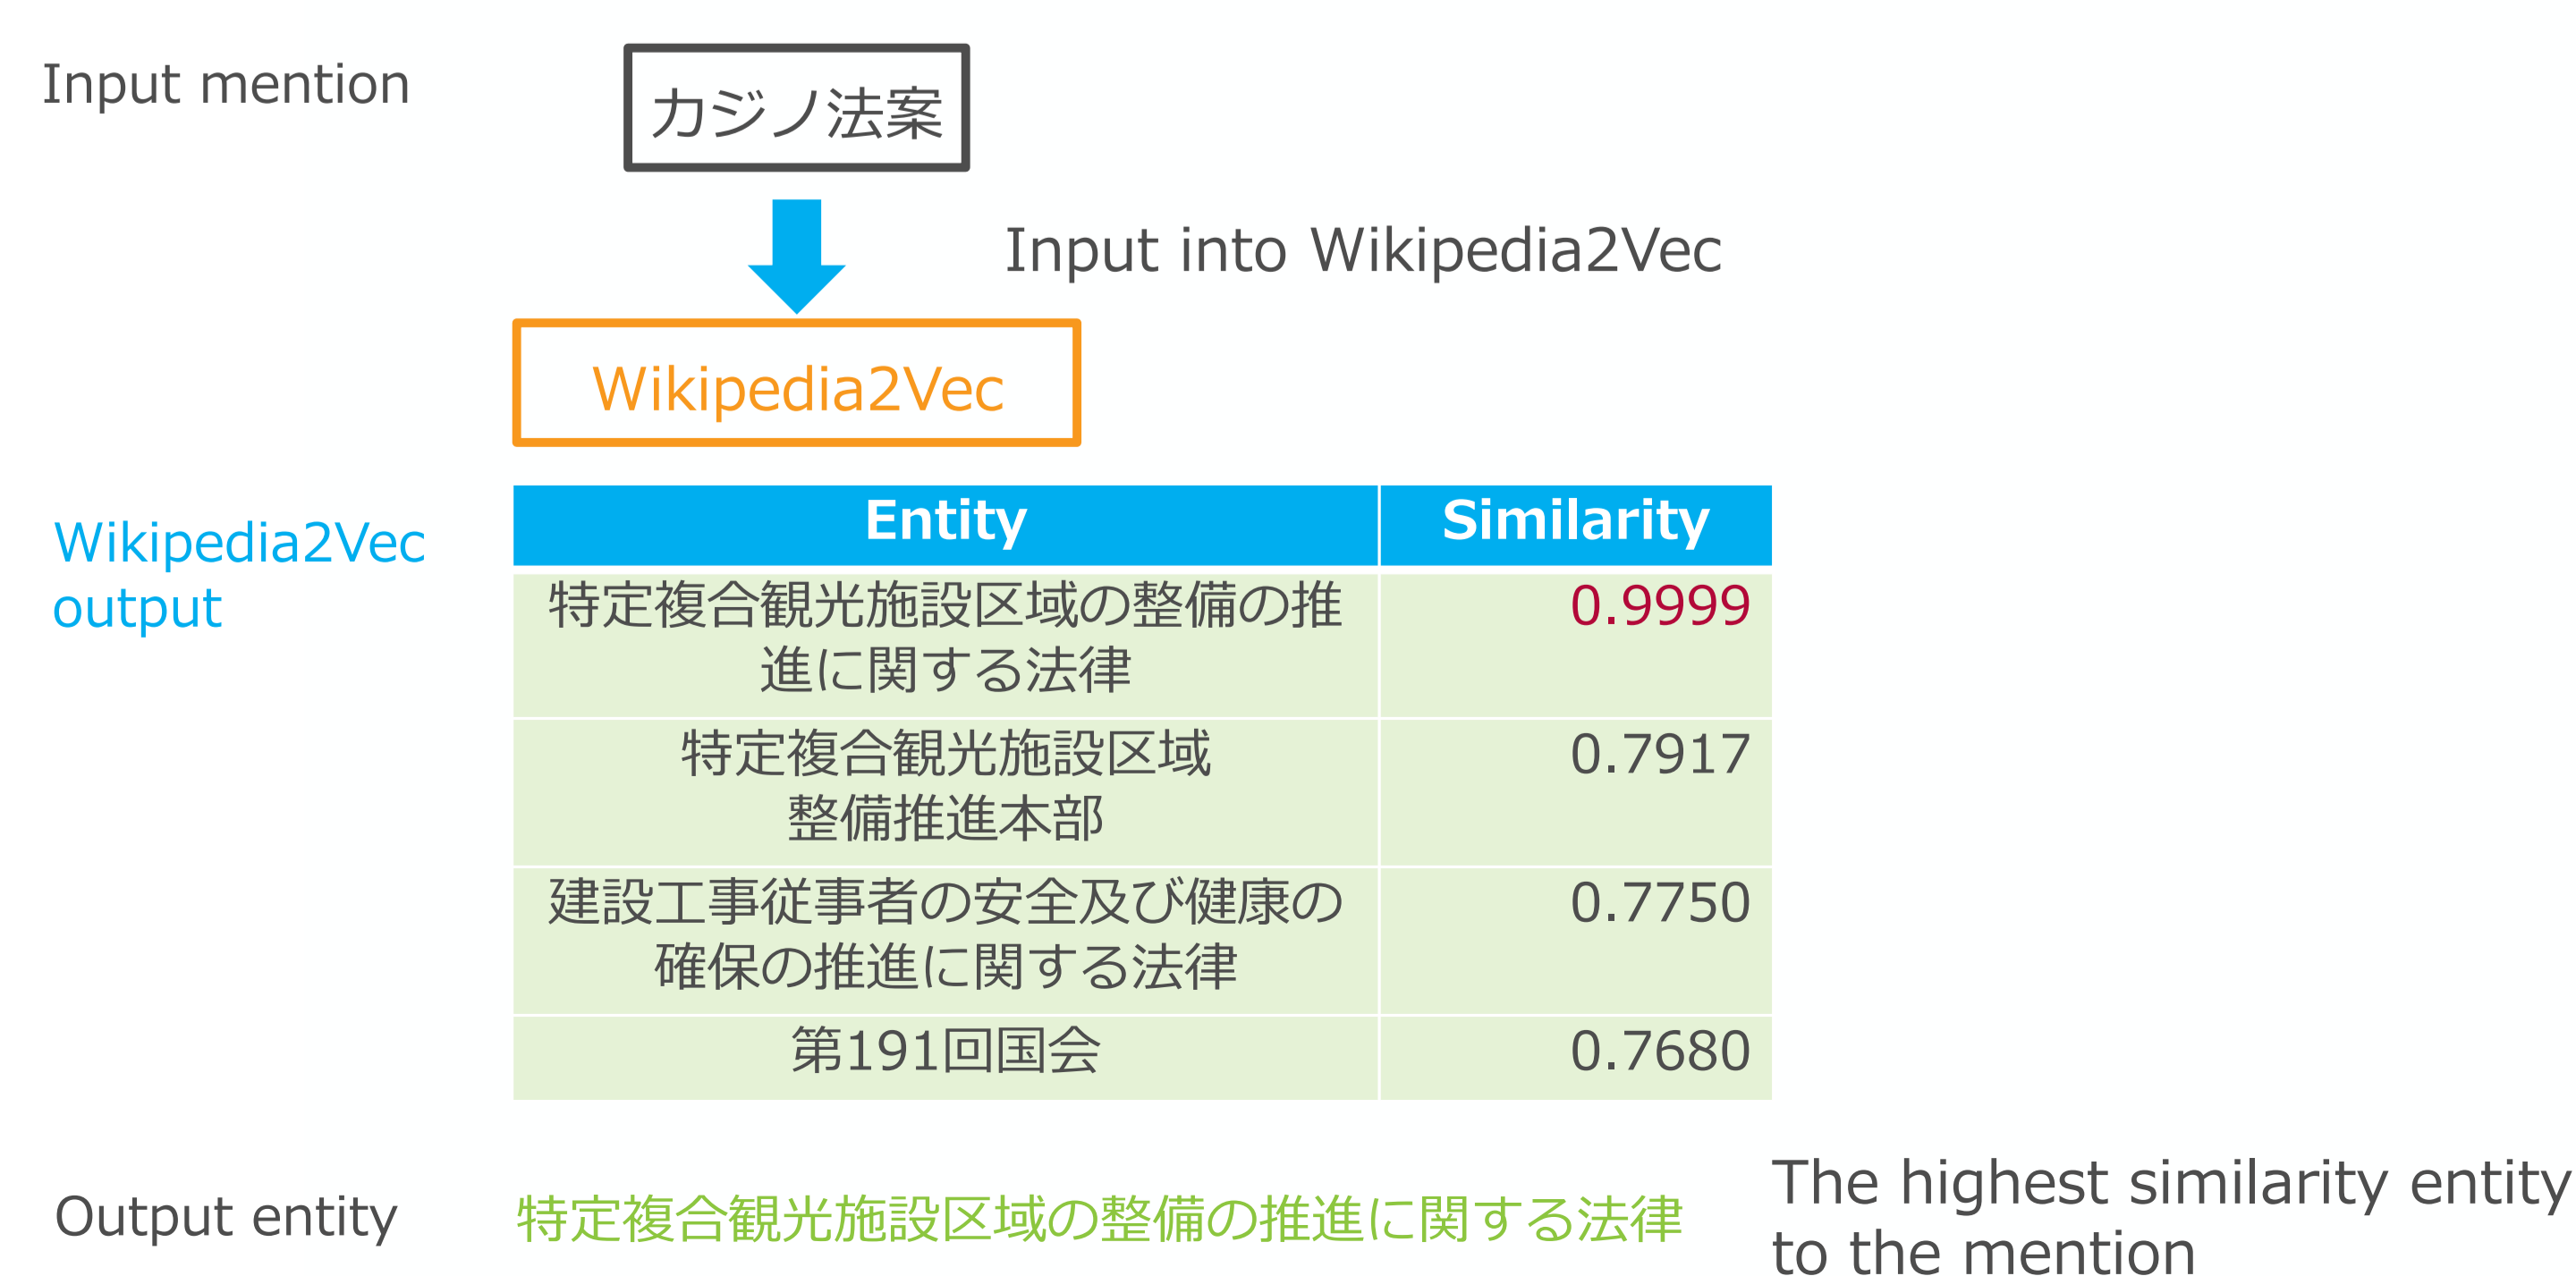 Input mention
カジノ法案
Input into Wikipedia2Vec
Wikipedia2Vec
Wikipedia2Vec
output
Entity
Similarity
特定複合観光施設区域の整備の推
進に関する法律
0.9999
特定複合観光施設区域
整備推進本部
0.7917
建設工事従事者の安全及び健康の
確保の推進に関する法律
0.7750
第191回国会
0.7680
Output entity
特定複合観光施設区域の整備の推進に関する法律
The highest similarity entity
to the mention